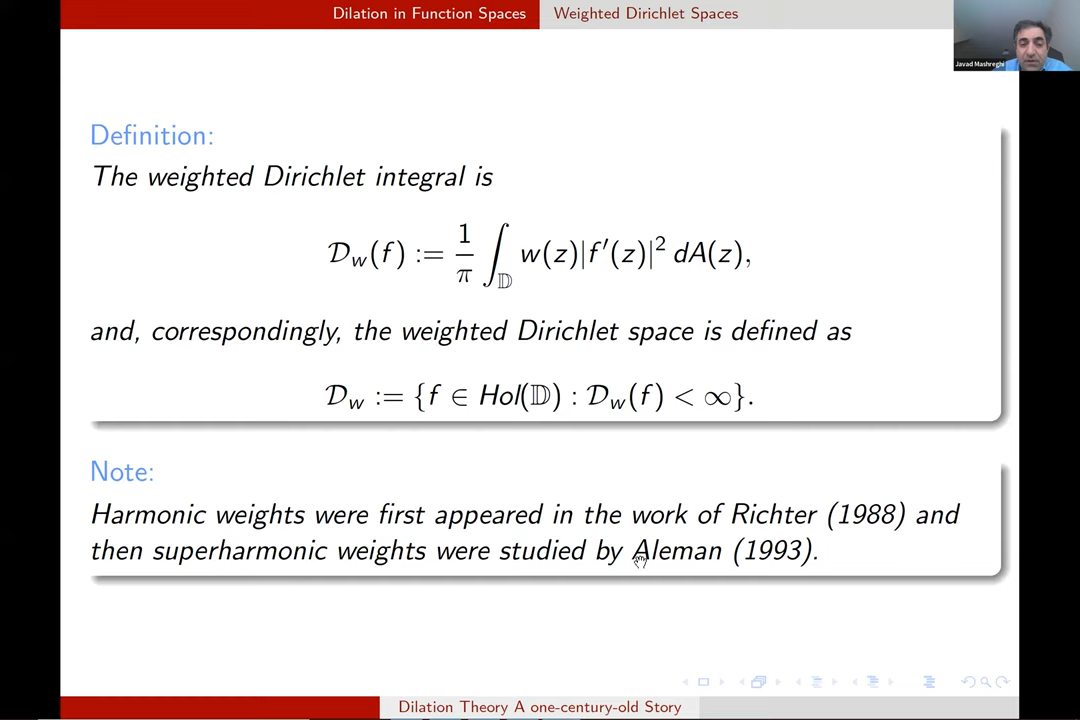 Dilation in Function Spaces Weighted Dirichlet Spaces
Javad Mashreghi
Definition:
The weighted Dirichlet integral is
𝒟_w(f) := 1/π ∫_𝔻 w(z)|f′(z)|² dA(z),
and, correspondingly, the weighted Dirichlet space is defined as
𝒟_w := {f ∈ Hol(𝔻) : 𝒟_w(f) < ∞}.
Note:
Harmonic weights were first appeared in the work of Richter (1988) and
then superharmonic weights were studied by Aleman (1993).
Dilation Theory A one-century-old Story